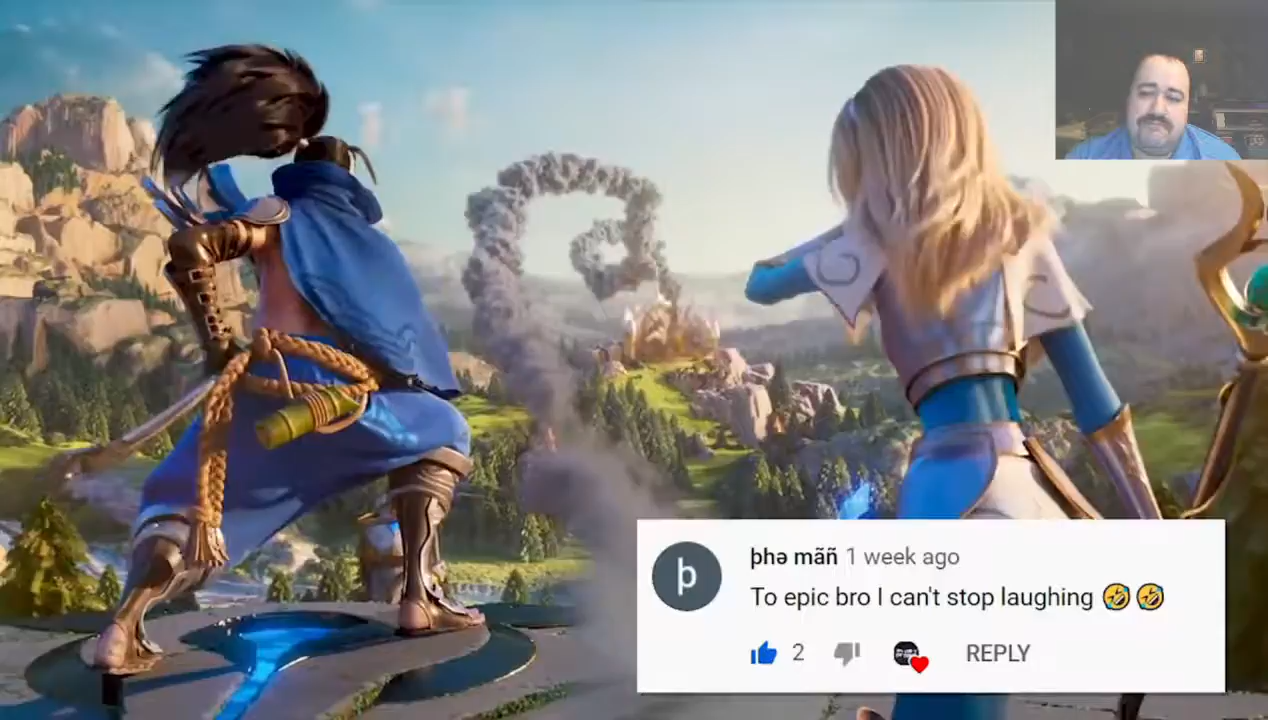 þ
þhə mãñ 1 week ago
To epic bro I can't stop laughing 🤣 🤣
2 REPLY